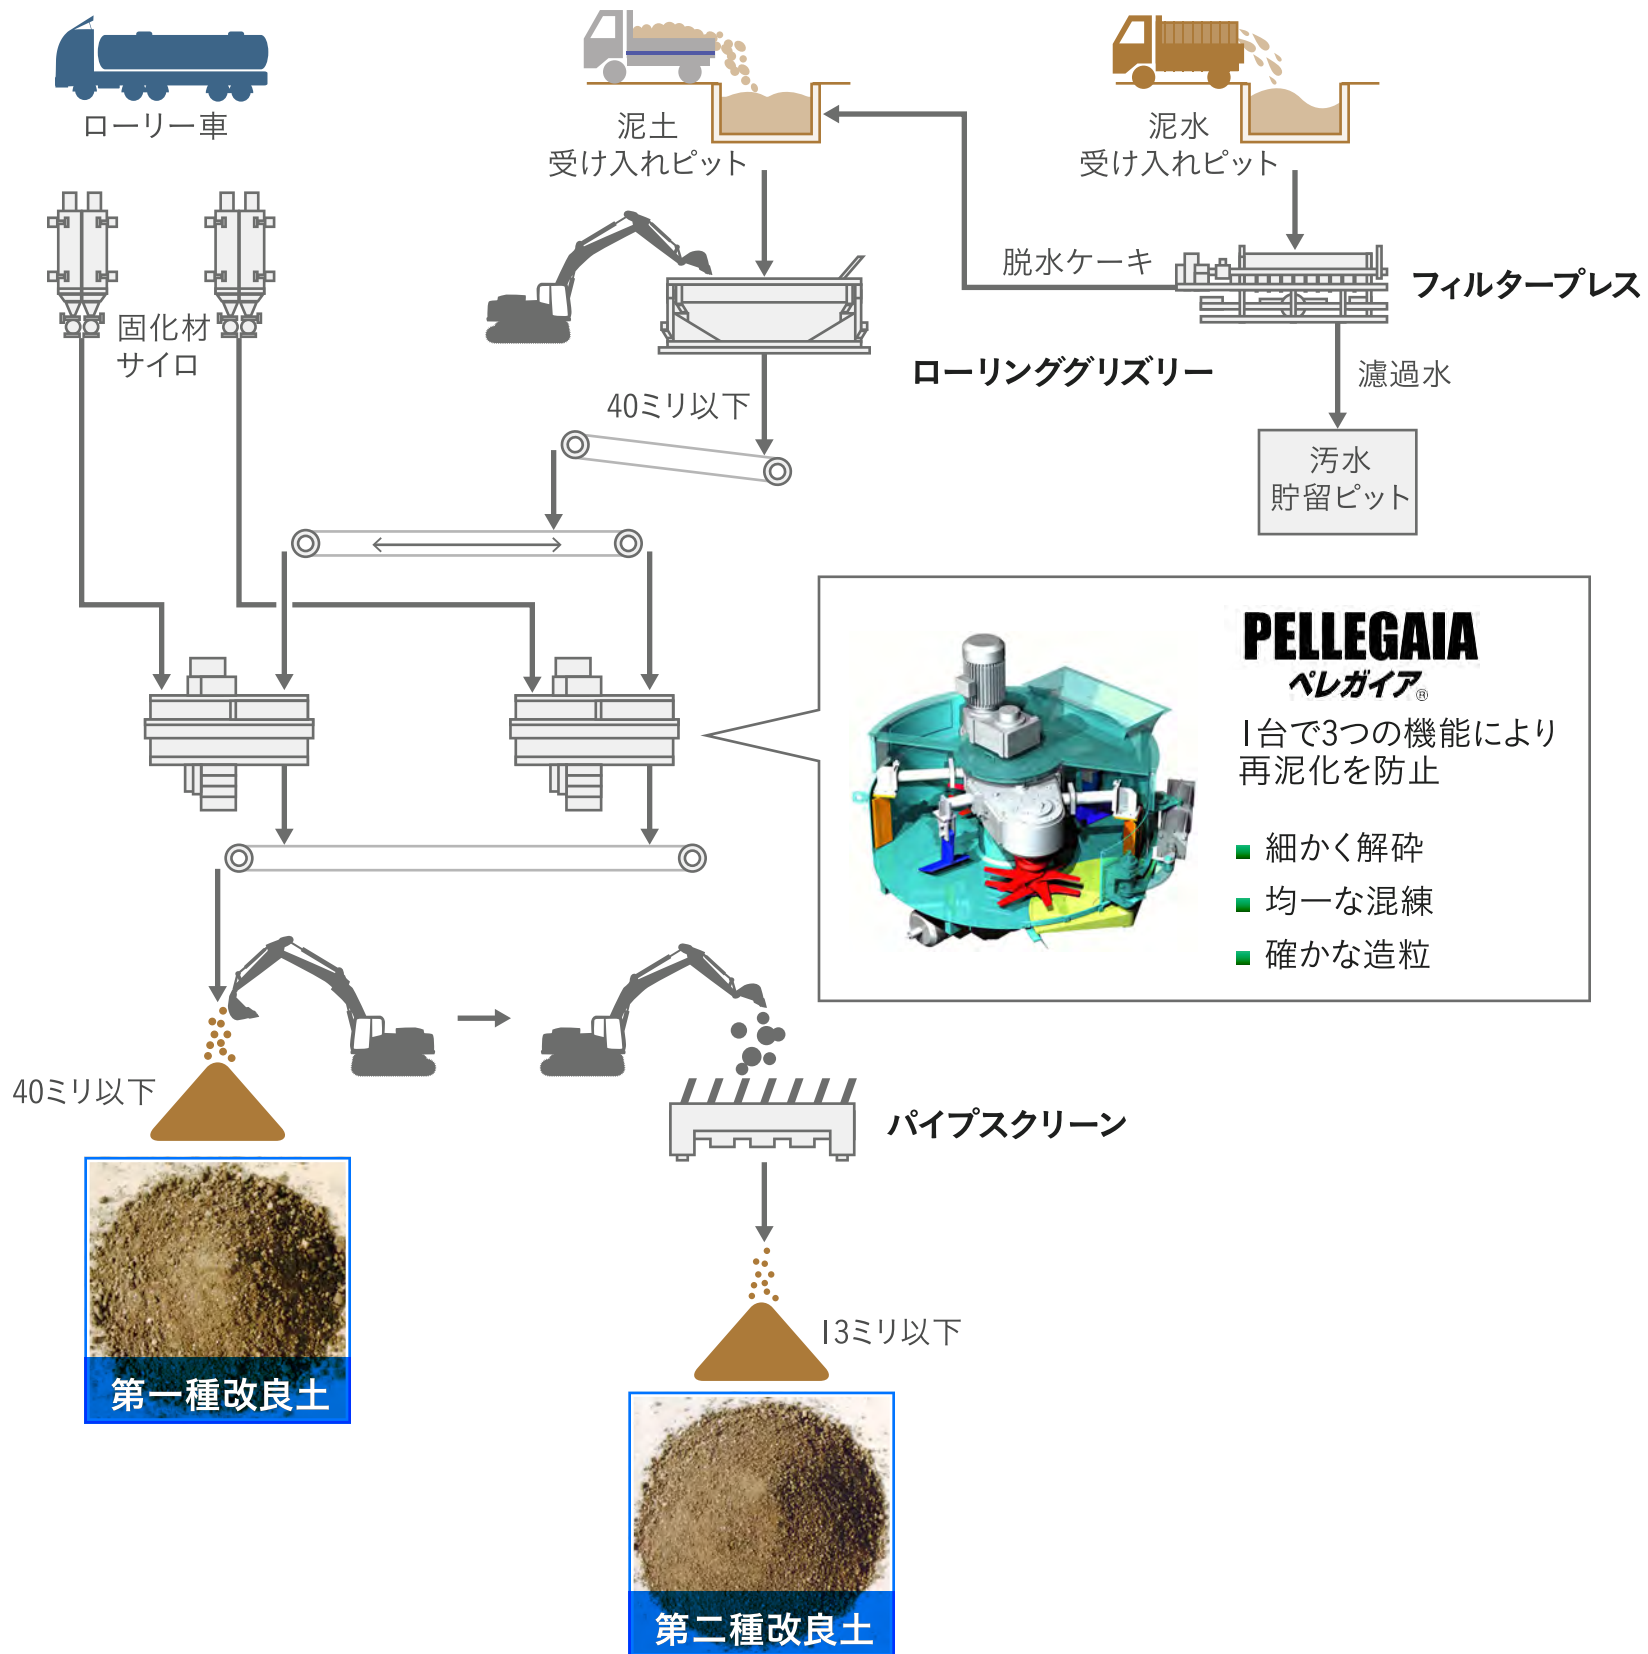 ローリー車
泥土
受け入れピット
泥水
受け入れピット
脱水ケーキ
フィルタープレス
固化材
サイロ
ローリンググリズリー
濾過水
40ミリ以下
汚水
貯留ピット
PELLEGAIA
ペレガイア®
1台で3つの機能により
再泥化を防止
細かく解砕
均一な混練
確かな造粒
40ミリ以下
パイプスクリーン
13ミリ以下
第一種改良土
第二種改良土